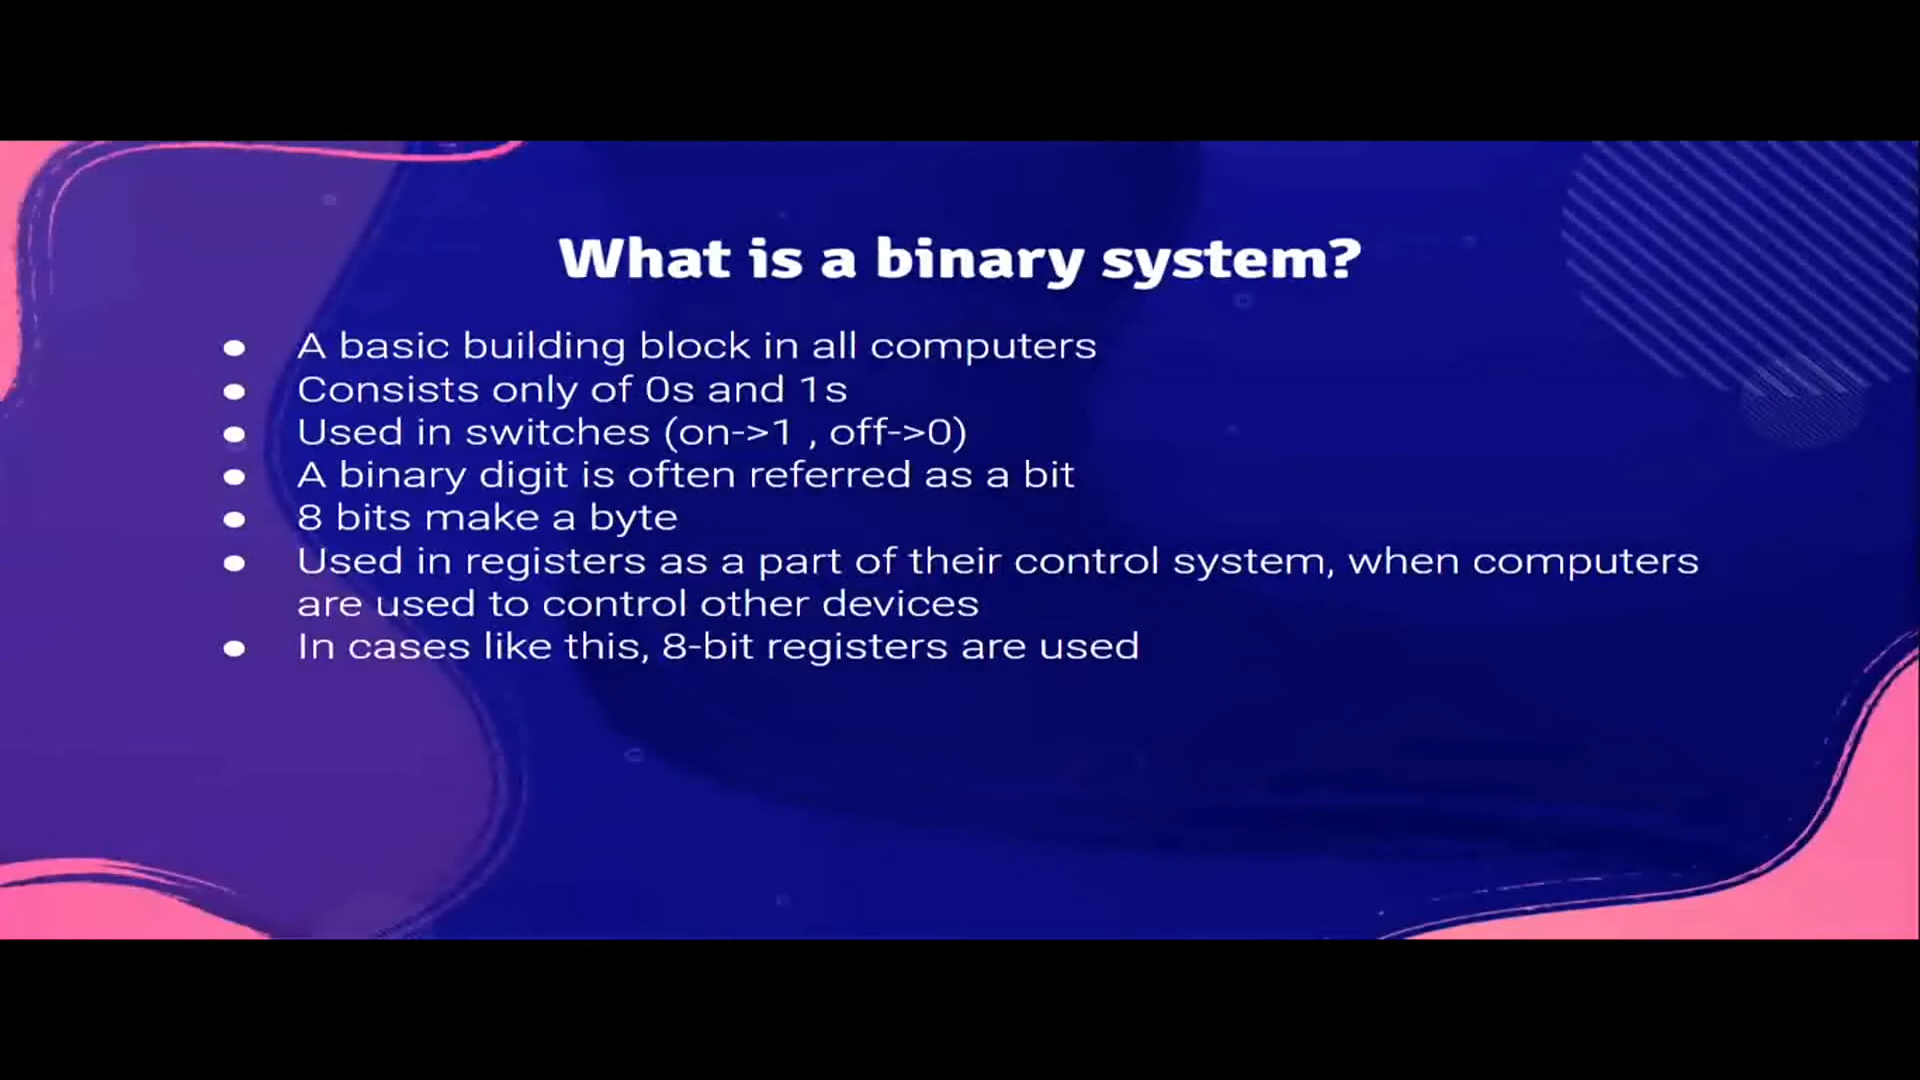 What is a binary system?
● A basic building block in all computers
● Consists only of 0s and 1s
● Used in switches (on->1 , off->0)
● A binary digit is often referred as a bit
● 8 bits make a byte
● Used in registers as a part of their control system, when computers
are used to control other devices
● In cases like this, 8-bit registers are used